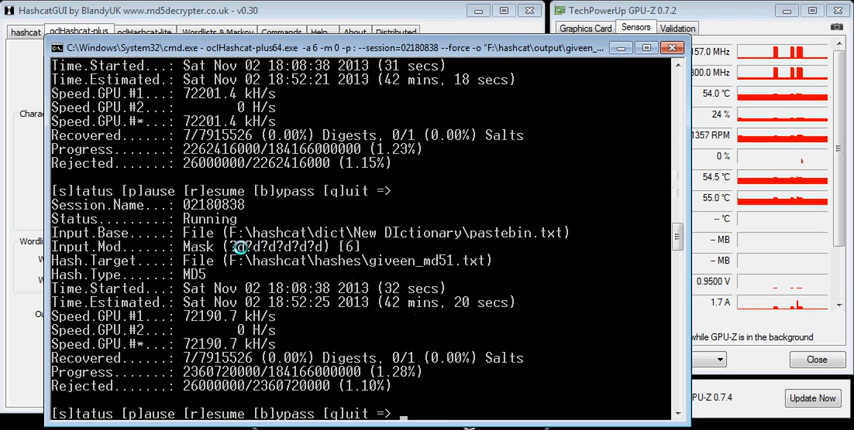 HashcatGUI by BlandyUK www.md5decrypter.co.uk - v0.30
hashcat
oclHashcat-plus
oclHashcat-lite
Wordlists & Markov
Commands
Help
About
Distributed
C:\Windows\System32\cmd.exe - oclHashcat-plus64.exe -a 6 -m 0 -p : --session=02180838 --force -o "F:\hashcat\output\giveen_...
Time.Started...: Sat Nov 02 18:08:38 2013 (31 secs)
Time.Estimated.: Sat Nov 02 18:52:21 2013 (42 mins, 18 secs)
Speed.GPU.#1...: 72201.4 kH/s
Speed.GPU.#2...: 0 H/s
Speed.GPU.#*...: 72201.4 kH/s
Recovered......: 7/7915526 (0.00%) Digests, 0/1 (0.00%) Salts
Progress.......: 2262416000/184166000000 (1.23%)
Rejected.......: 26000000/2262416000 (1.15%)
[s]tatus [p]ause [r]esume [b]ypass [q]uit =>
Session.Name...: 02180838
Status.........: Running
Input.Base.....: File (F:\hashcat\dict\New DIctionary\pastebin.txt)
Input.Mod......: Mask (?d?d?d?d?d?d) [6]
Hash.Target....: File (F:\hashcat\hashes\giveen_md51.txt)
Hash.Type......: MD5
Time.Started...: Sat Nov 02 18:08:38 2013 (32 secs)
Time.Estimated.: Sat Nov 02 18:52:25 2013 (42 mins, 20 secs)
Speed.GPU.#1...: 72190.7 kH/s
Speed.GPU.#2...: 0 H/s
Speed.GPU.#*...: 72190.7 kH/s
Recovered......: 7/7915526 (0.00%) Digests, 0/1 (0.00%) Salts
Progress.......: 2360720000/184166000000 (1.28%)
Rejected.......: 26000000/2360720000 (1.10%)
[s]tatus [p]ause [r]esume [b]ypass [q]uit =>
Charac
Wordlin
W
Ou
TechPowerUp GPU-Z 0.7.2
Graphics Card
Sensors
Validation
57.0 MHz
00.0 MHz
54.0 °C
24 %
1357 RPM
0 %
54.5 °C
55.0 °C
-- °C
-- MB
-- MB
0.9500 V
1.7 A
while GPU-Z is in the background
Close
PU-Z 0.7.4
Update Now